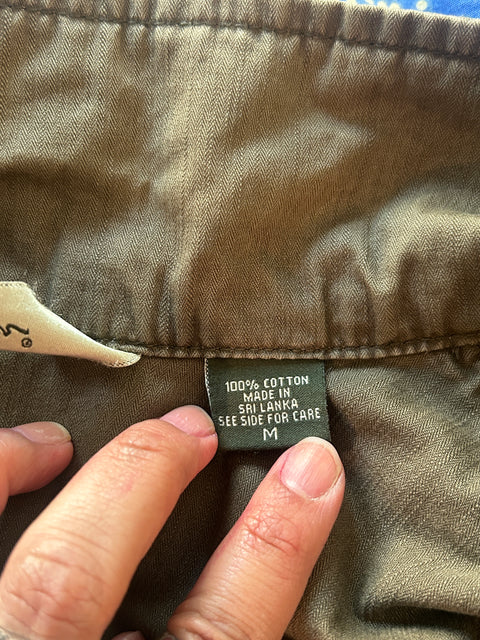 100% COTTON
MADE IN
SRI LANKA
SEE SIDE FOR CARE
M